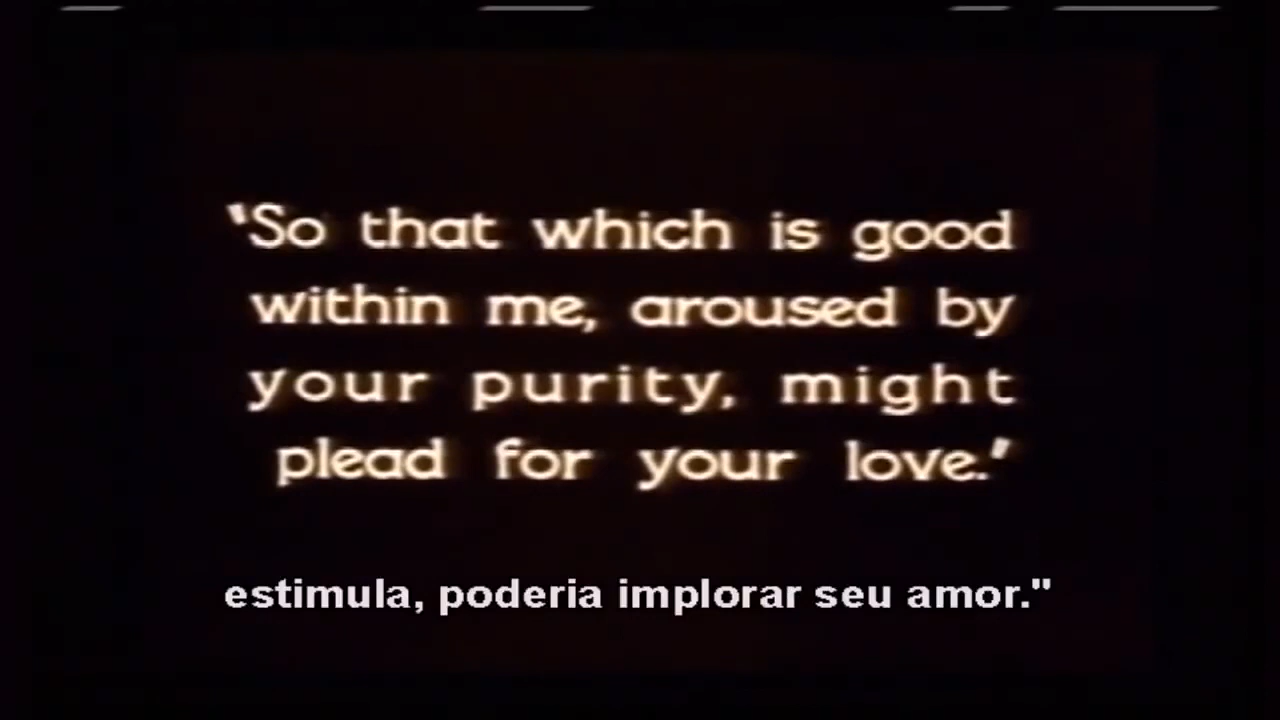 'So that which is good
within me, aroused by
your purity, might
plead for your love.'
estimula, poderia implorar seu amor."